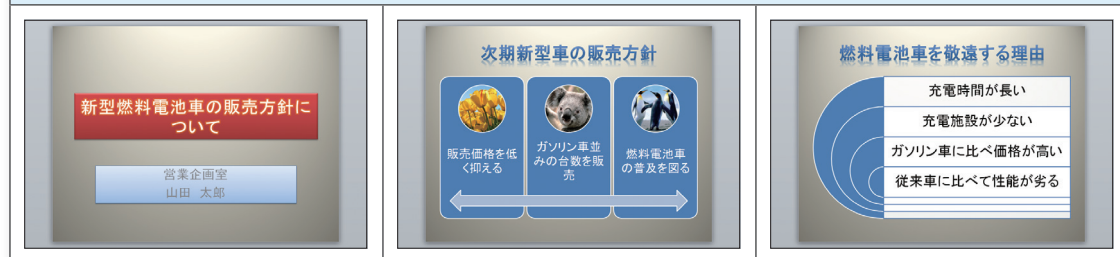 新型燃料電池車の販売方針に
ついて
営業企画室
山田　太郎
次期新型車の販売方針
販売価格を低
く抑える
ガソリン車並
みの台数を販
売
燃料電池車
の普及を図る
燃料電池車を敬遠する理由
充電時間が長い
充電施設が少ない
ガソリン車に比べ価格が高い
従来車に比べて性能が劣る